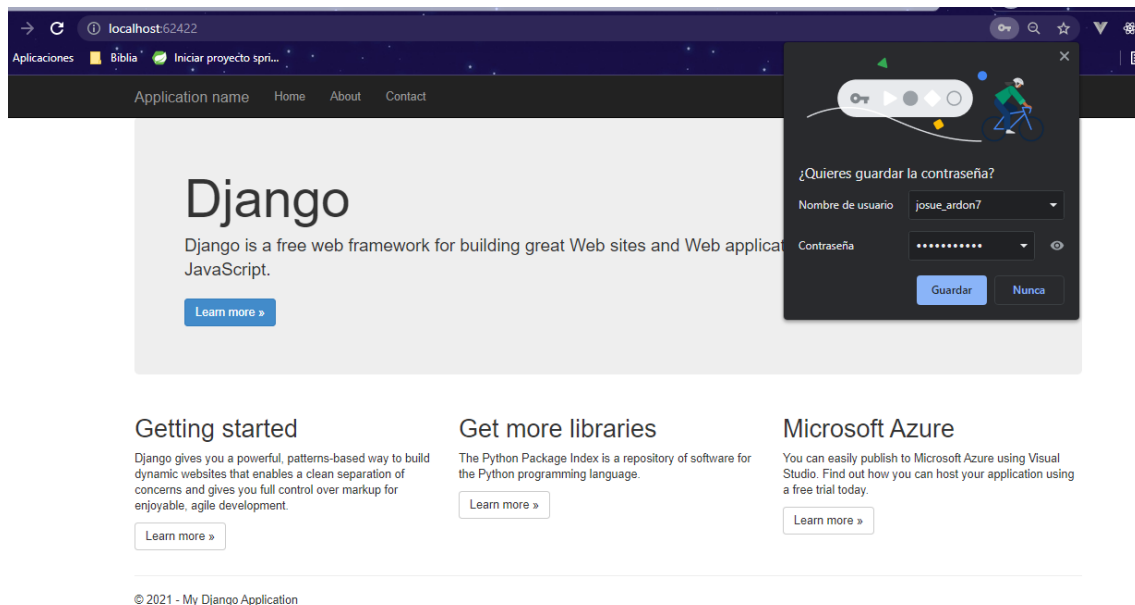 localhost:62422
Aplicaciones Biblia Iniciar proyecto spri...
Application name Home About Contact
Django
Django is a free web framework for building great Web sites and Web applicat
JavaScript.
Learn more »
¿Quieres guardar la contraseña?
Nombre de usuario josue_ardon7
Contraseña •••••••••••
Guardar Nunca
Getting started
Django gives you a powerful, patterns-based way to build
dynamic websites that enables a clean separation of
concerns and gives you full control over markup for
enjoyable, agile development.
Learn more »
Get more libraries
The Python Package Index is a repository of software for
the Python programming language.
Learn more »
Microsoft Azure
You can easily publish to Microsoft Azure using Visual
Studio. Find out how you can host your application using
a free trial today.
Learn more »
© 2021 - My Django Application